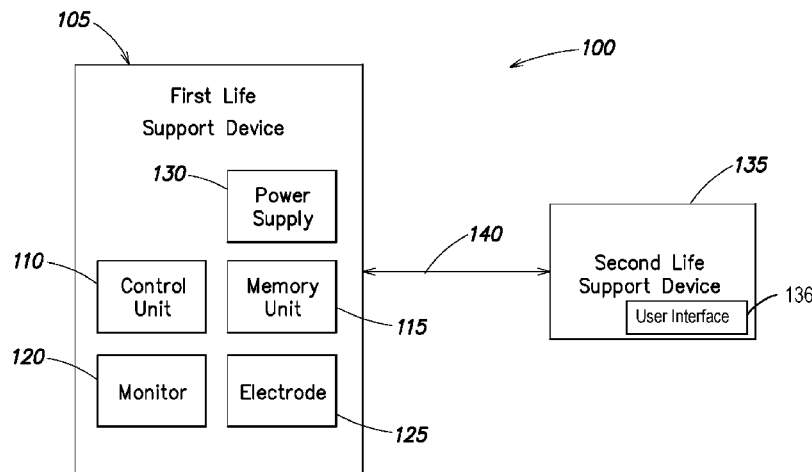 105
100
First Life
Support Device
130
Power
Supply
135
140
110
Control
Unit
Memory
Unit
115
Second Life
Support Device
User Interface
136
120
Monitor
Electrode
125